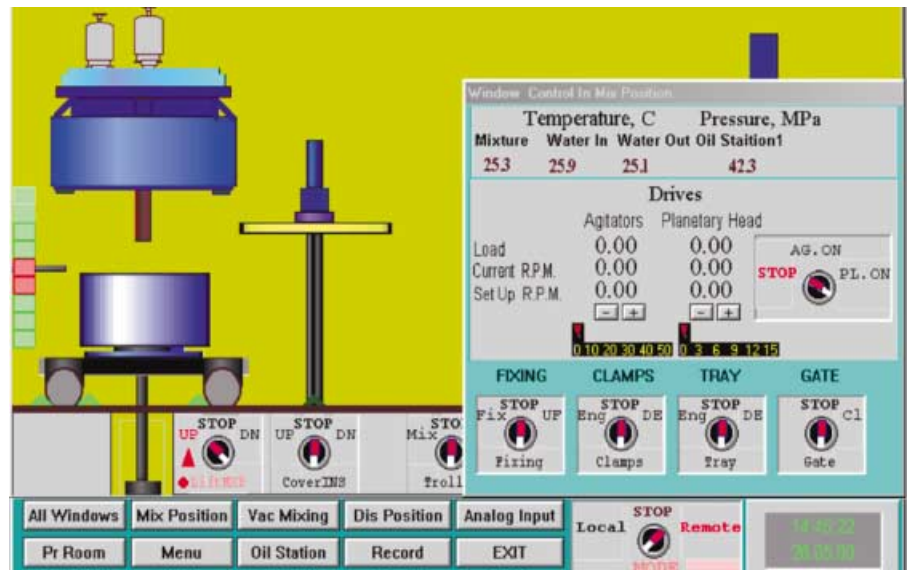 Window Control In Mix Position
Temperature, C Pressure, MPa
Mixture Water In Water Out Oil Staition1
25.3 25.9 25.1 42.3
Drives
Agitators Planetary Head
Load 0.00 0.00
Current R.P.M. 0.00 0.00
Set Up R.P.M. 0.00 0.00
- + - +
0 10 20 30 40 50 0 3 6 9 12 15
AG.ON
STOP PL.ON
FIXING CLAMPS TRAY GATE
STOP STOP STOP STOP
Fix UF Eng DE Eng DE Cl
Fixing Clamps Tray Gate
STOP STOP STO
UP DN UP DN Mix
CoverINS Troll
All Windows Mix Position Vac Mixing Dis Position Analog Input
Pr Room Menu Oil Station Record EXIT
STOP
Local Remote
MODE